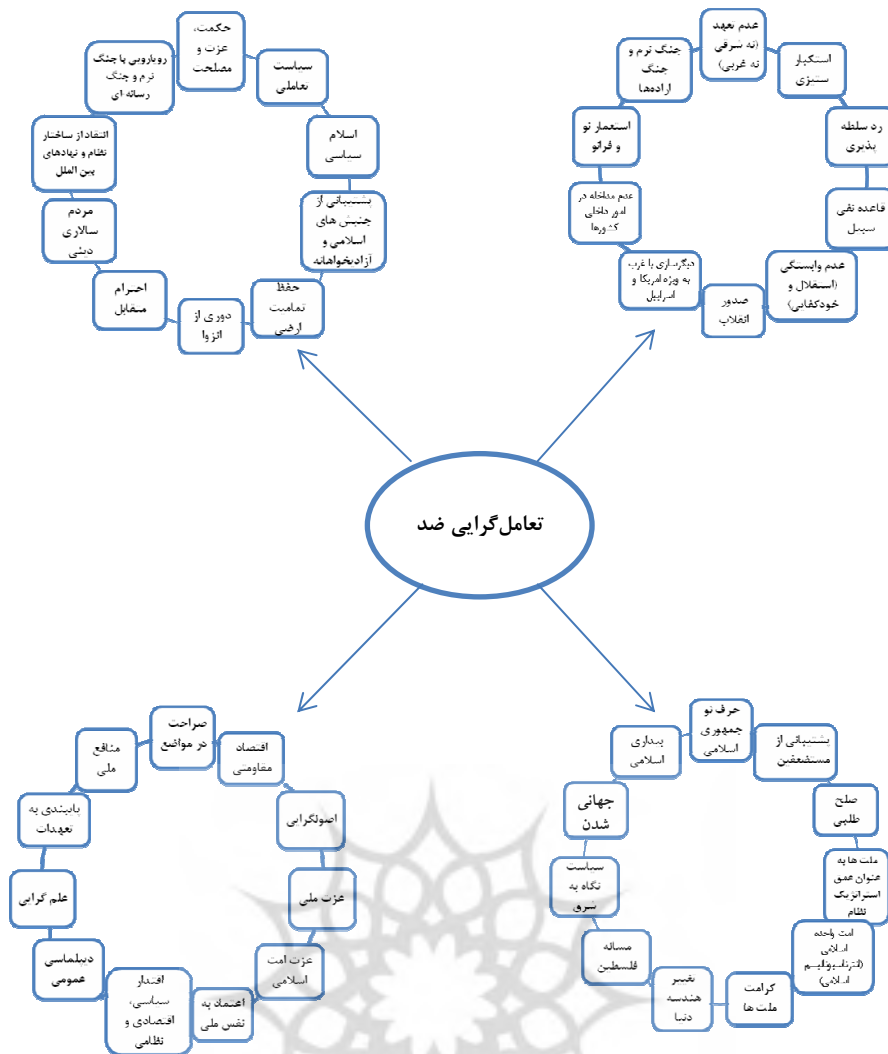 عدم تعهد
(نه شرقی
نه غربی)
استکبار
ستیزی
رد سلطه
پذیری
قاعده نفی
سبیل
عدم وابستگی
(استقلال و
خودکفائی)
صدور
انقلاب
دیگرسازی با غرب
به ویژه امریکا و
اسراییل
عدم مداخله در
امور داخلی
کشورها
استعمار نو
و فرانو
جنگ نرم و
جنگ
اراده‌ها
حکمت،
عزت و
مصلحت
سیاست
تعاملی
اسلام
سیاسی
پشتیبانی از
جنبش های
اسلامی و
آزادیخواهانه
حفظ
تمامیت
ارضی
دوری از
انزوا
احترام
متقابل
مردم
سالاری
دینی
انتقاد از ساختار
نظام و نهادهای
بین الملل
رویارویی با جنگ
نرم و جنگ
رسانه ای
تعامل‌گرایی ضد
حرف نو
جمهوری
اسلامی
پشتیبانی از
مستضعفین
صلح
طلبی
ملت ها به
عنوان عمق
استراتژیک
نظام
امت واحده
اسلامی
(انترناسیونالیسم
اسلامی)
کرامت
ملت ها
تغییر
هندسه
دنیا
مساله
فلسطین
سیاست
نگاه به
شرق
جهانی
شدن
بیداری
اسلامی
صراحت
در مواضع
اقتصاد
مقاومتی
اصولگرایی
عزت ملی
عزت امت
اسلامی
اعتماد به
نفس ملی
اقتدار
سیاسی،
اقتصادی و
نظامی
دیپلماسی
عمومی
علم گرایی
پایبندی به
تعهدات
منافع
ملی